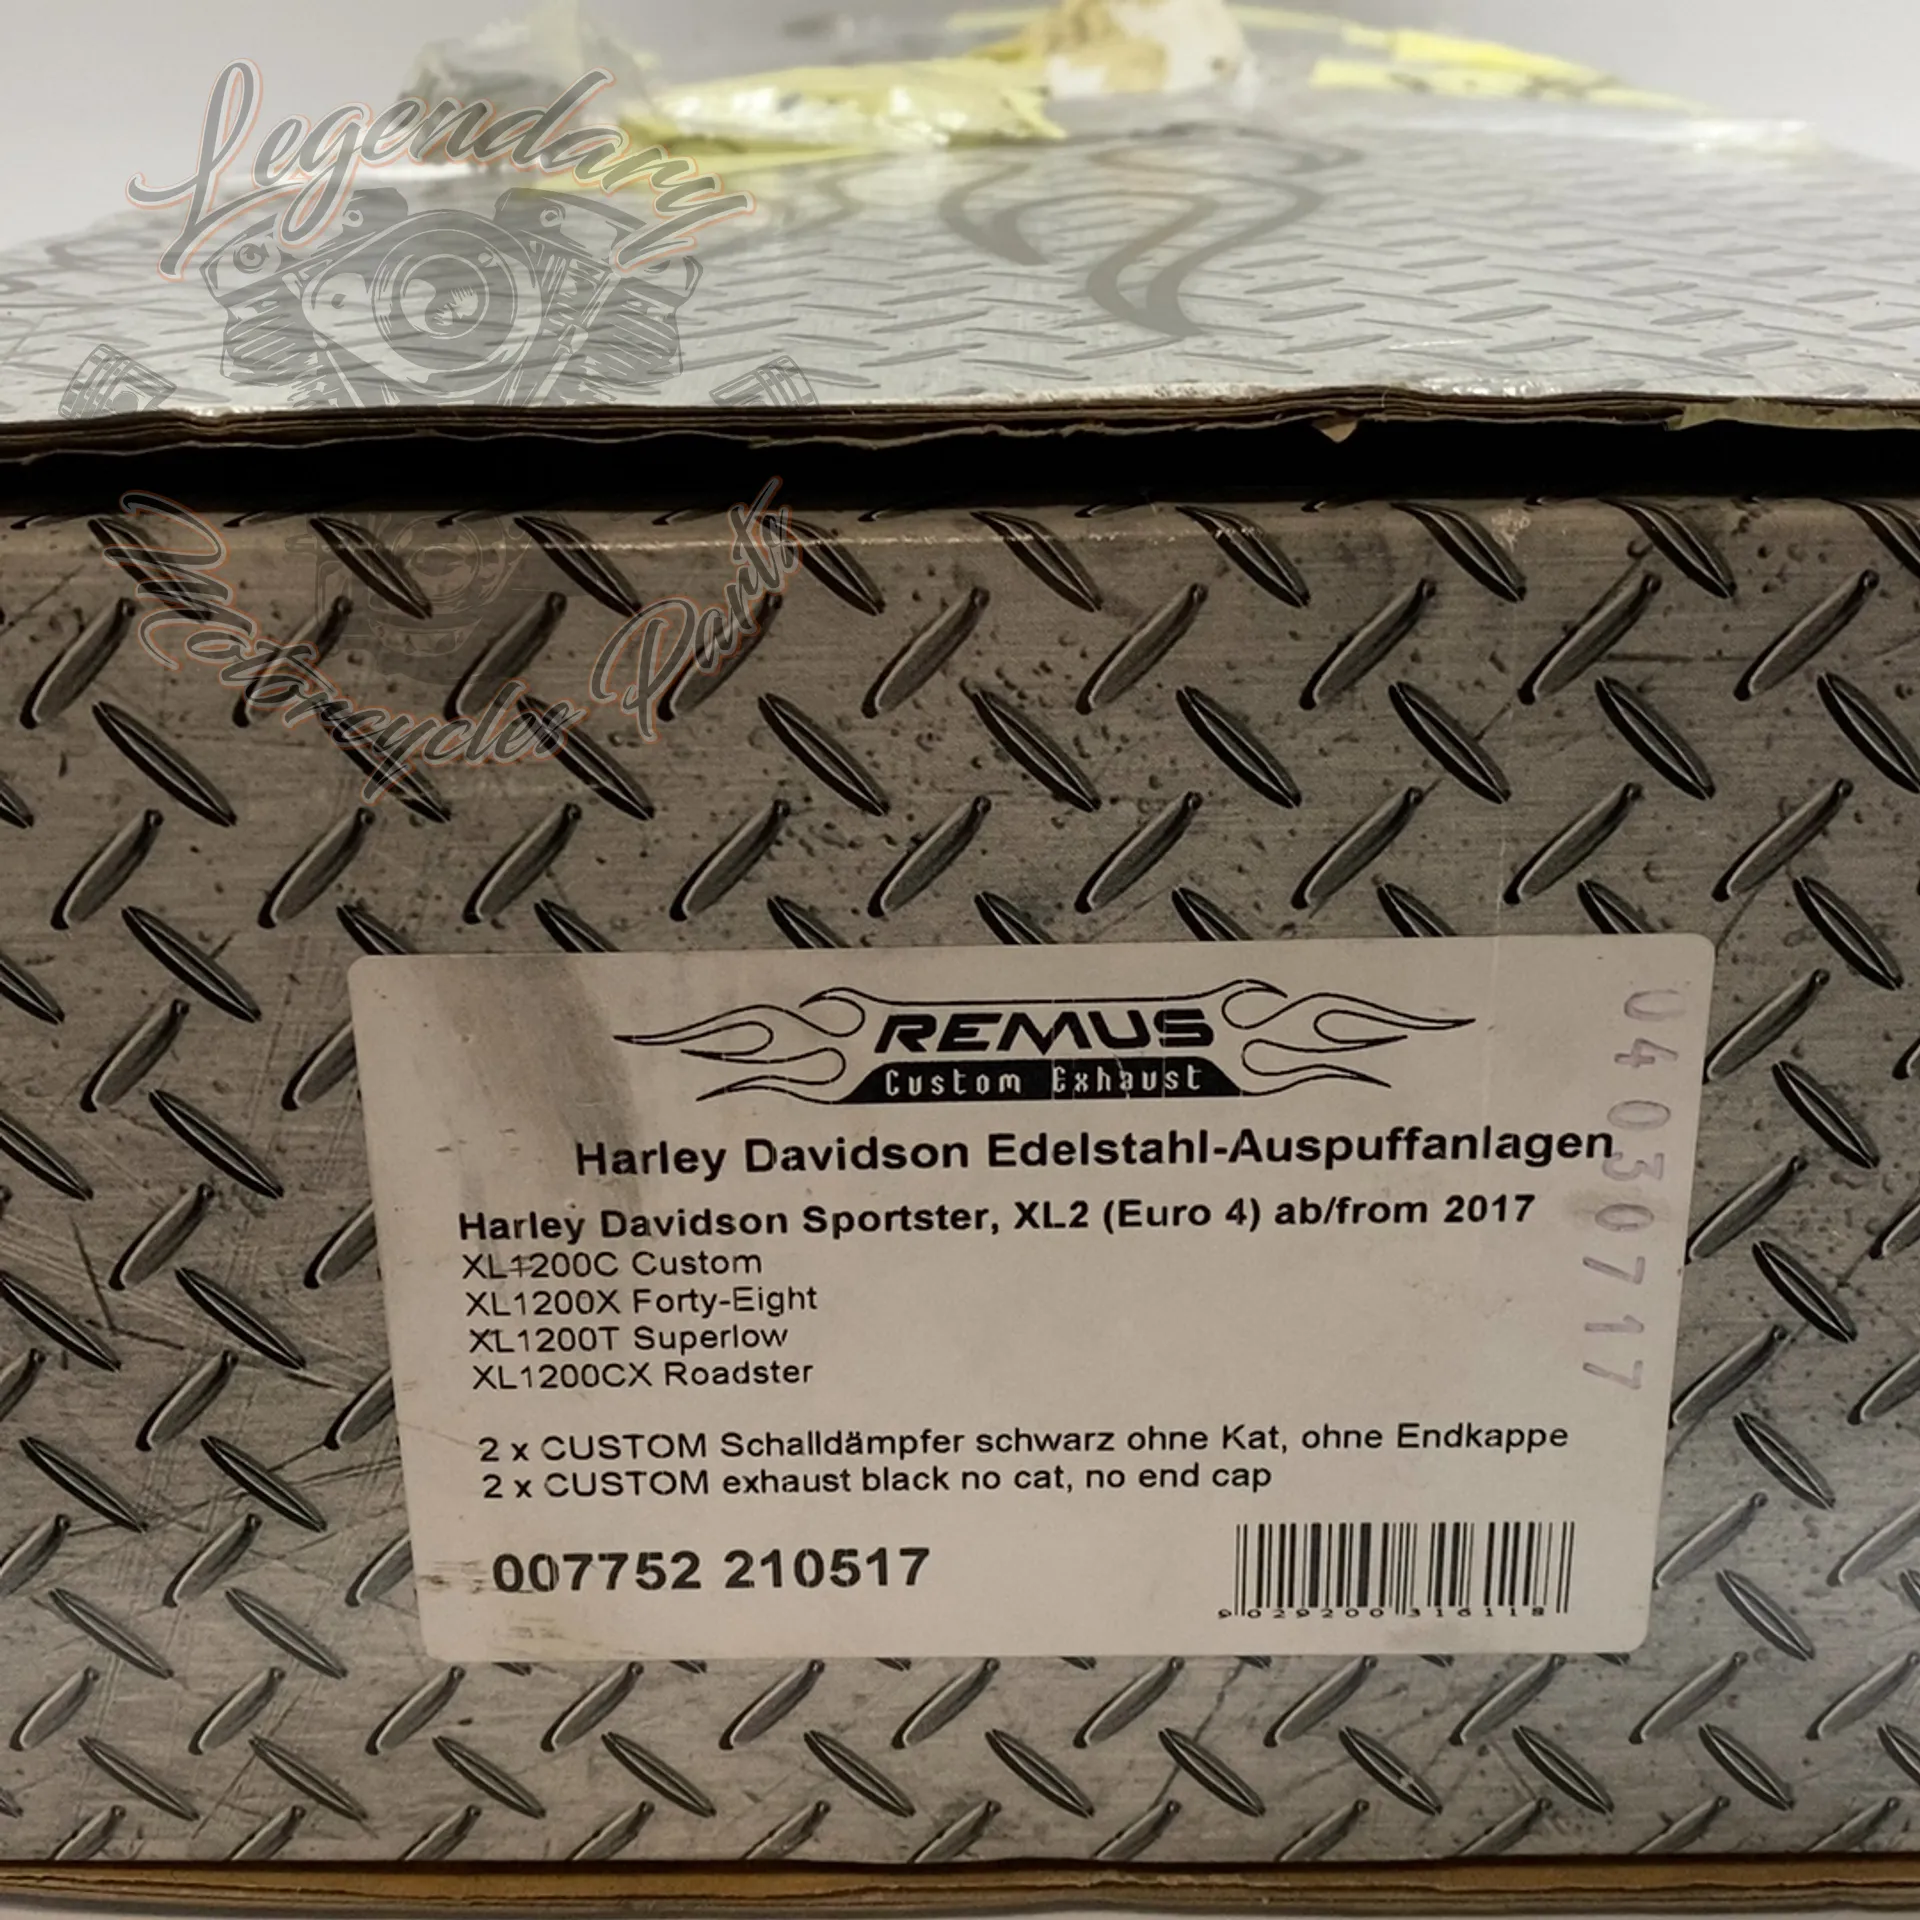 Legendary
Motorcycles Parts
REMUS
Custom Exhaust
Harley Davidson Edelstahl-Auspuffanlagen
Harley Davidson Sportster, XL2 (Euro 4) ab/from 2017
XL1200C Custom
XL1200X Forty-Eight
XL1200T Superlow
XL1200CX Roadster
2 x CUSTOM Schalldämpfer schwarz ohne Kat, ohne Endkappe
2 x CUSTOM exhaust black no cat, no end cap
007752 210517
9029200316118
04030717